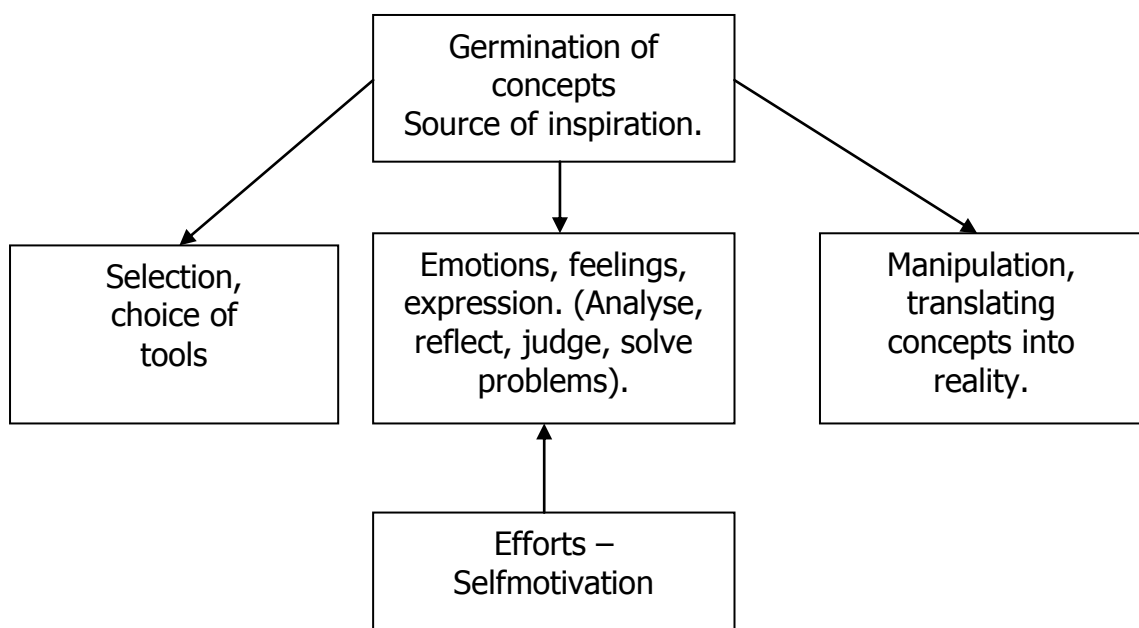 Germination of
concepts
Source of inspiration.
Selection,
choice of
tools
Emotions, feelings,
expression. (Analyse,
reflect, judge, solve
problems).
Manipulation,
translating
concepts into
reality.
Efforts –
Selfmotivation